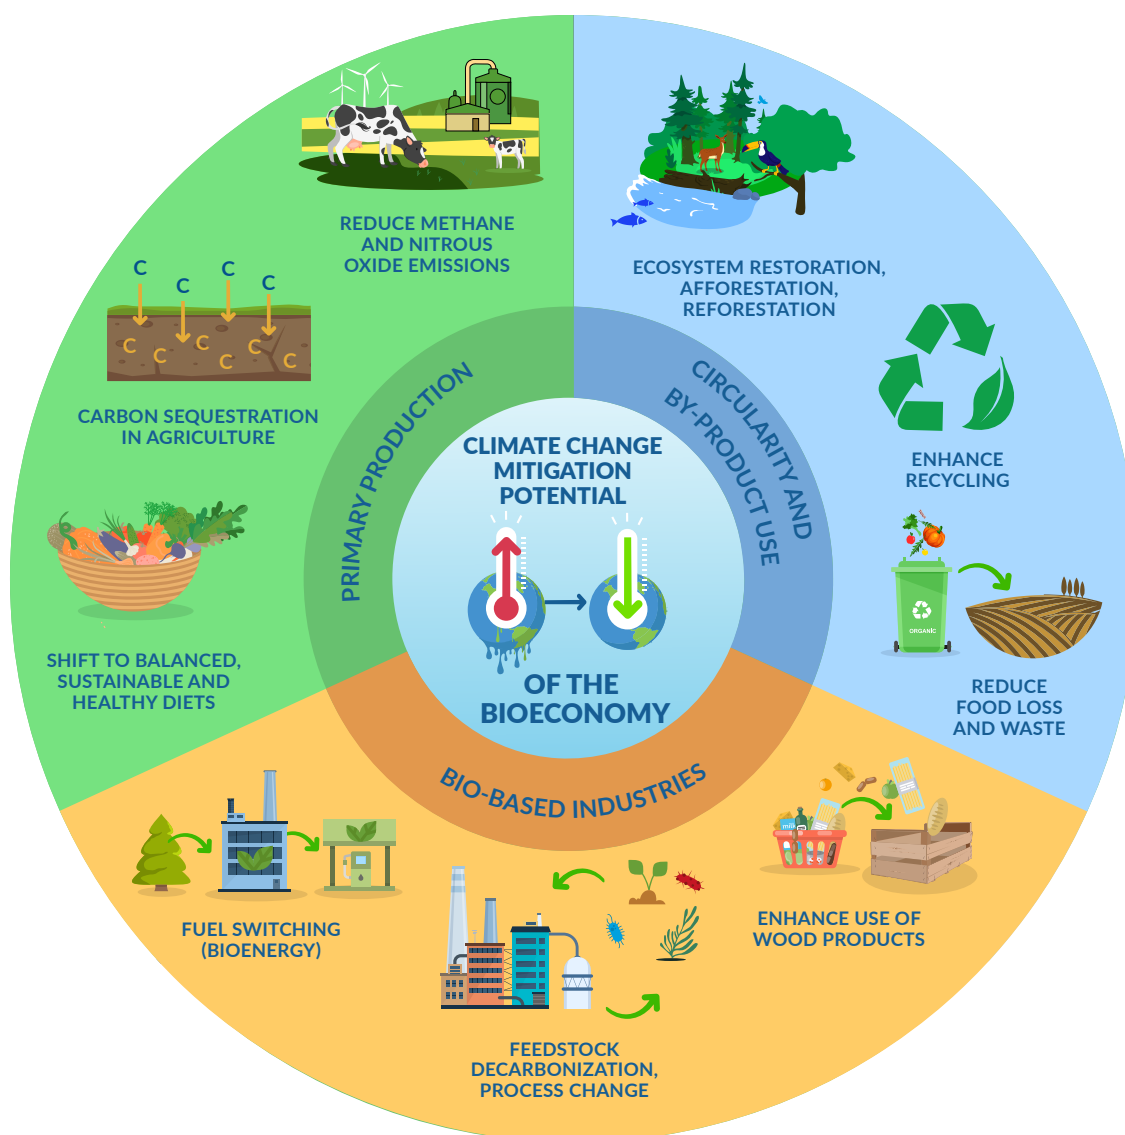 CLIMATE CHANGE
MITIGATION
POTENTIAL
OF THE
BIOECONOMY
PRIMARY PRODUCTION
REDUCE METHANE
AND NITROUS
OXIDE EMISSIONS
C C C C
C C C C C C
CARBON SEQUESTRATION
IN AGRICULTURE
SHIFT TO BALANCED,
SUSTAINABLE AND
HEALTHY DIETS
CIRCULARITY AND
BY-PRODUCT USE
ECOSYSTEM RESTORATION,
AFFORESTATION,
REFORESTATION
ENHANCE
RECYCLING
ORGANIC
REDUCE
FOOD LOSS
AND WASTE
BIO-BASED INDUSTRIES
FUEL SWITCHING
(BIOENERGY)
FEEDSTOCK
DECARBONIZATION,
PROCESS CHANGE
milk
ENHANCE USE OF
WOOD PRODUCTS